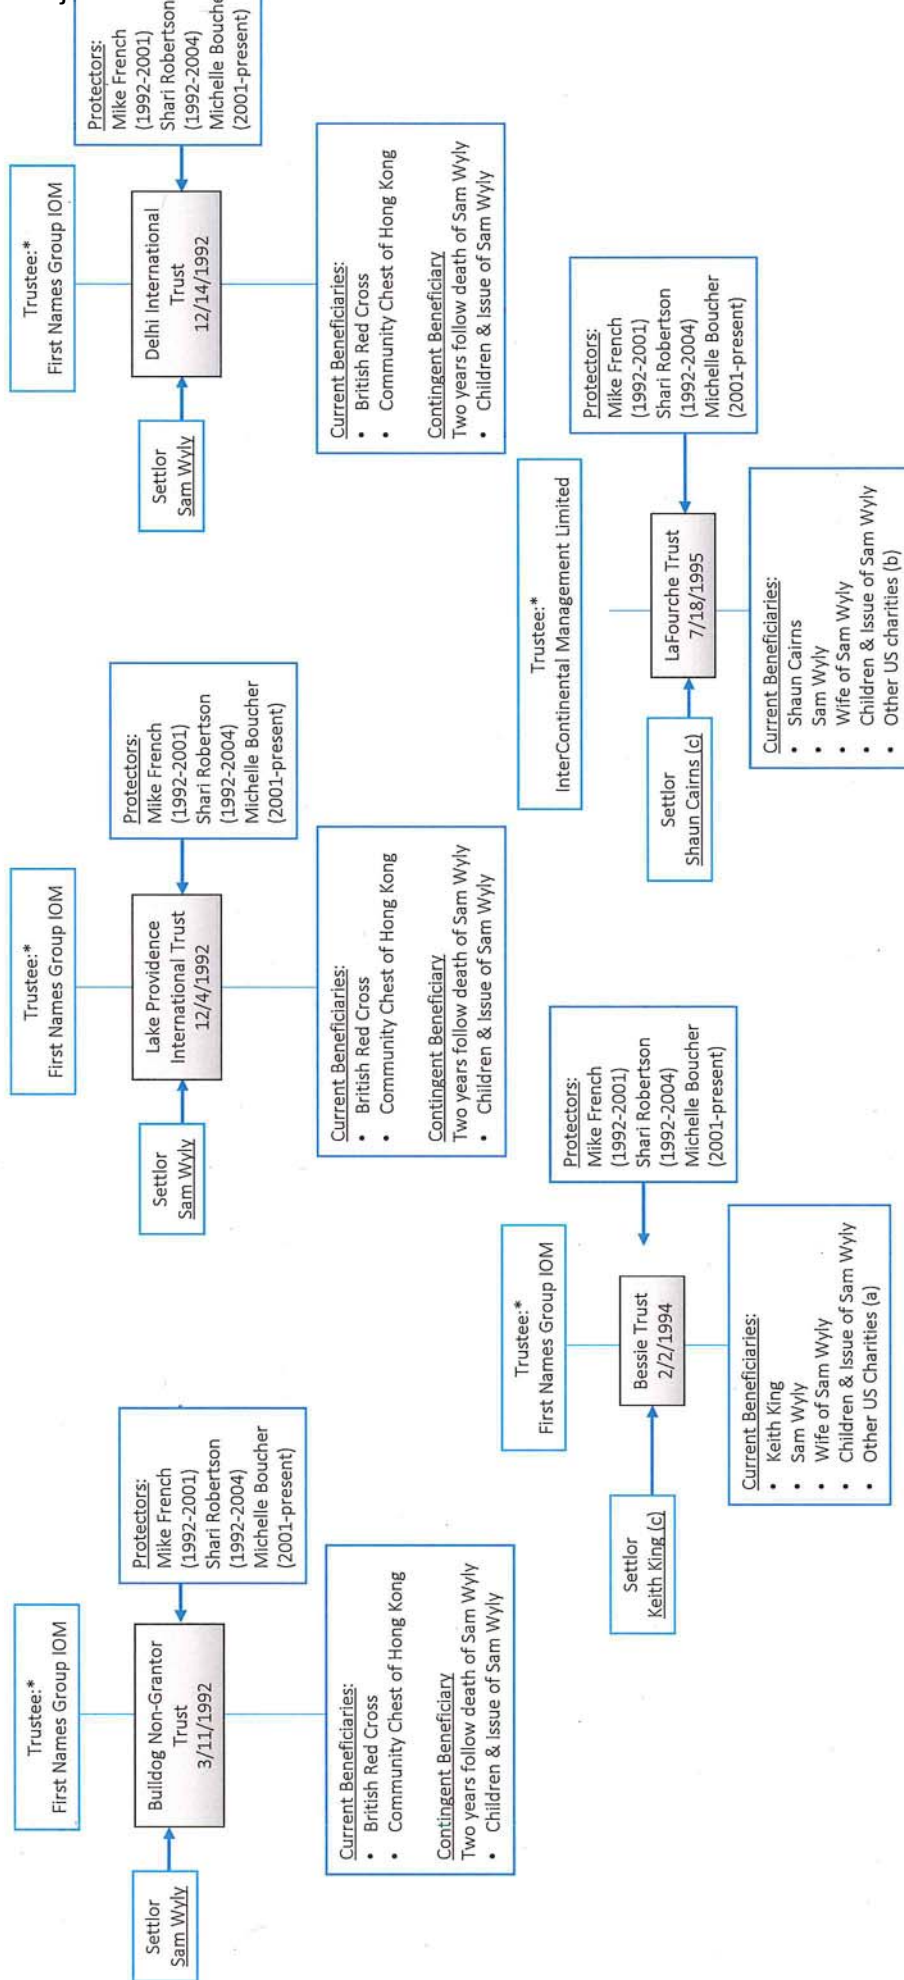 Trustee:*
First Names Group IOM
Settlor
Sam Wyly
Bulldog Non-Grantor
Trust
3/11/1992
Protectors:
Mike French
(1992-2001)
Shari Robertson
(1992-2004)
Michelle Boucher
(2001-present)
Current Beneficiaries:
• British Red Cross
• Community Chest of Hong Kong
Contingent Beneficiary
Two years follow death of Sam Wyly
• Children & Issue of Sam Wyly
Trustee:*
First Names Group IOM
Settlor
Sam Wyly
Lake Providence
International Trust
12/4/1992
Protectors:
Mike French
(1992-2001)
Shari Robertson
(1992-2004)
Michelle Boucher
(2001-present)
Current Beneficiaries:
• British Red Cross
• Community Chest of Hong Kong
Contingent Beneficiary
Two years follow death of Sam Wyly
• Children & Issue of Sam Wyly
Trustee:*
First Names Group IOM
Settlor
Sam Wyly
Delhi International
Trust
12/14/1992
Protectors:
Mike French
(1992-2001)
Shari Robertson
(1992-2004)
Michelle Bouche
(2001-present)
Current Beneficiaries:
• British Red Cross
• Community Chest of Hong Kong
Contingent Beneficiary
Two years follow death of Sam Wyly
• Children & Issue of Sam Wyly
Trustee:*
First Names Group IOM
Settlor
Keith King (c)
Bessie Trust
2/2/1994
Protectors:
Mike French
(1992-2001)
Shari Robertson
(1992-2004)
Michelle Boucher
(2001-present)
Current Beneficiaries:
• Keith King
• Sam Wyly
• Wife of Sam Wyly
• Children & Issue of Sam Wyly
• Other US Charities (a)
Trustee:*
InterContinental Management Limited
Settlor
Shaun Cairns (c)
LaFourche Trust
7/18/1995
Protectors:
Mike French
(1992-2001)
Shari Robertson
(1992-2004)
Michelle Boucher
(2001-present)
Current Beneficiaries:
• Shaun Cairns
• Sam Wyly
• Wife of Sam Wyly
• Children & Issue of Sam Wyly
• Other US charities (b)